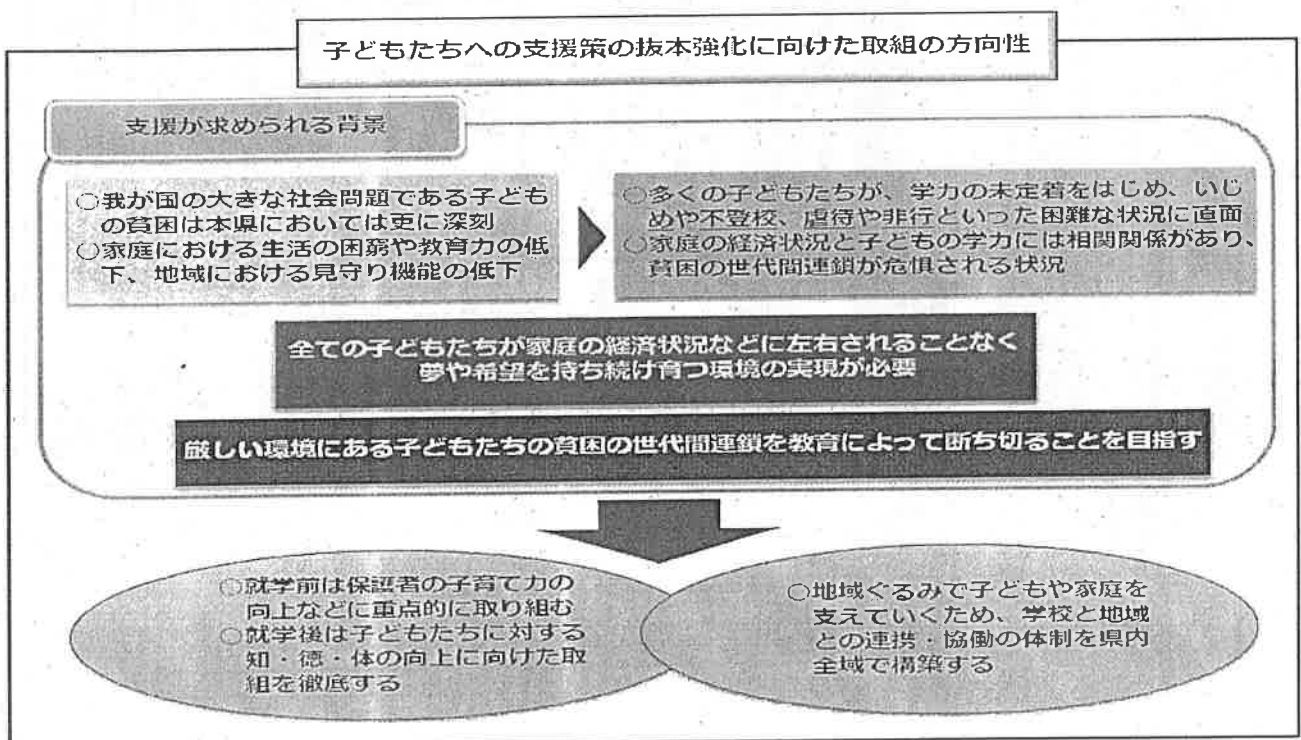 子どもたちへの支援策の抜本強化に向けた取組の方向性
支援が求められる背景
○我が国の大きな社会問題である子ども
の貧困は本県においては更に深刻
○家庭における生活の困窮や教育力の低
下、地域における見守り機能の低下
○多くの子どもたちが、学力の未定着をはじめ、いじ
めや不登校、虐待や非行といった困難な状況に直面
○家庭の経済状況と子どもの学力には相関関係があり、
貧困の世代間連鎖が危惧される状況
全ての子どもたちが家庭の経済状況などに左右されることなく
夢や希望を持ち続け育つ環境の実現が必要
厳しい環境にある子どもたちの貧困の世代間連鎖を教育によって断ち切ることを目指す
○就学前は保護者の子育て力の
向上などに重点的に取り組む
○就学後は子どもたちに対する
知・徳・体の向上に向けた取
組を徹底する
○地域ぐるみで子どもや家庭を
支えていくため、学校と地域
との連携・協働の体制を県内
全域で構築する